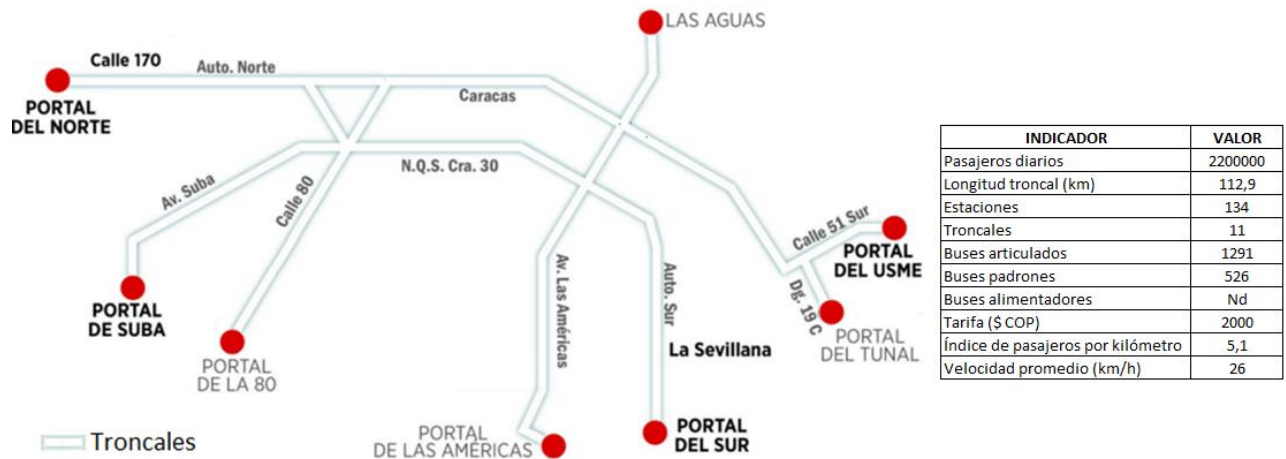 LAS AGUAS
Calle 170
Auto. Norte
PORTAL
DEL NORTE
Caracas
N.Q.S. Cra. 30
Av. Suba
Calle 80
PORTAL
DE SUBA
PORTAL
DE LA 80
Av. Las Américas
Auto. Sur
La Sevillana
Calle 51 Sur
PORTAL
DEL USME
Dg. 19 C
PORTAL
DEL TUNAL
PORTAL
DE LAS AMÉRICAS
PORTAL
DEL SUR
Troncales
INDICADOR VALOR
Pasajeros diarios 2200000
Longitud troncal (km) 112,9
Estaciones 134
Troncales 11
Buses articulados 1291
Buses padrones 526
Buses alimentadores Nd
Tarifa ($ COP) 2000
Índice de pasajeros por kilómetro 5,1
Velocidad promedio (km/h) 26